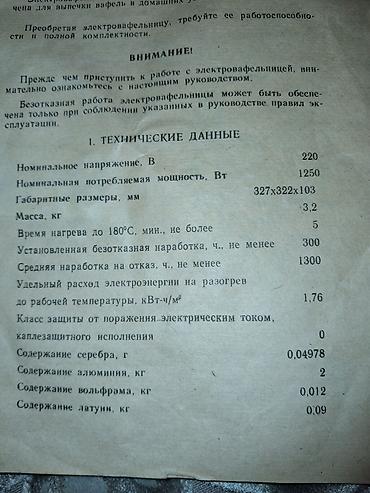 чена для выпечки вафель в домашних
Приобретая электровафельницу, требуйте ее работоспособно-
сти и полной комплектности.
ВНИМАНИЕ!
Прежде чем приступить к работе с электровафельницей, вни-
мательно ознакомьтесь с настоящим руководством.
Безотказная работа электровафельницы может быть обеспе-
чена только при соблюдении указанных в руководстве правил эк-
сплуатации.
I. ТЕХНИЧЕСКИЕ ДАННЫЕ
Номинальное напряжение, В 220
Номинальная потребляемая мощность, Вт 1250
Габаритные размеры, мм 327х322х103
Масса, кг 3,2
Время нагрева до 180°С, мин., не более 5
Установленная безотказная наработка, ч., не менее 300
Средняя наработка на отказ, ч., не менее 1300
Удельный расход электроэнергии на разогрев
до рабочей температуры, кВт·ч/м² 1,76
Класс защиты от поражения электрическим током,
каплезащитного исполнения 0
Содержание серебра, г 0,04978
Содержание алюминия, кг 2
Содержание вольфрама, кг 0,012
Содержание латуни, кг 0,09